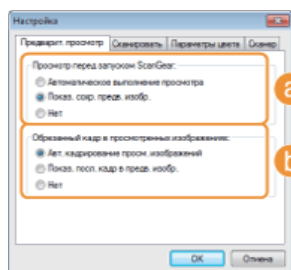 Настройка
Предварит. просмотр Сканировать Параметры цвета Сканер
Просмотр перед запуском ScanGear:
Автоматическое выполнение просмотра
Показ. сохр. предв. изобр.
Нет
a
Обрезанный кадр в просмотренных изображениях:
Авт. кадрирование просм. изображений
Показ. посл. кадр в предв. изобр.
Нет
b
OK Отмена